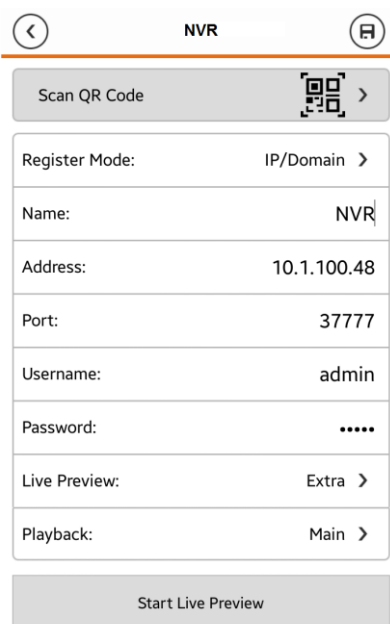 NVR
Scan QR Code
Register Mode: IP/Domain
Name: NVR
Address: 10.1.100.48
Port: 37777
Username: admin
Password: •••••
Live Preview: Extra
Playback: Main
Start Live Preview